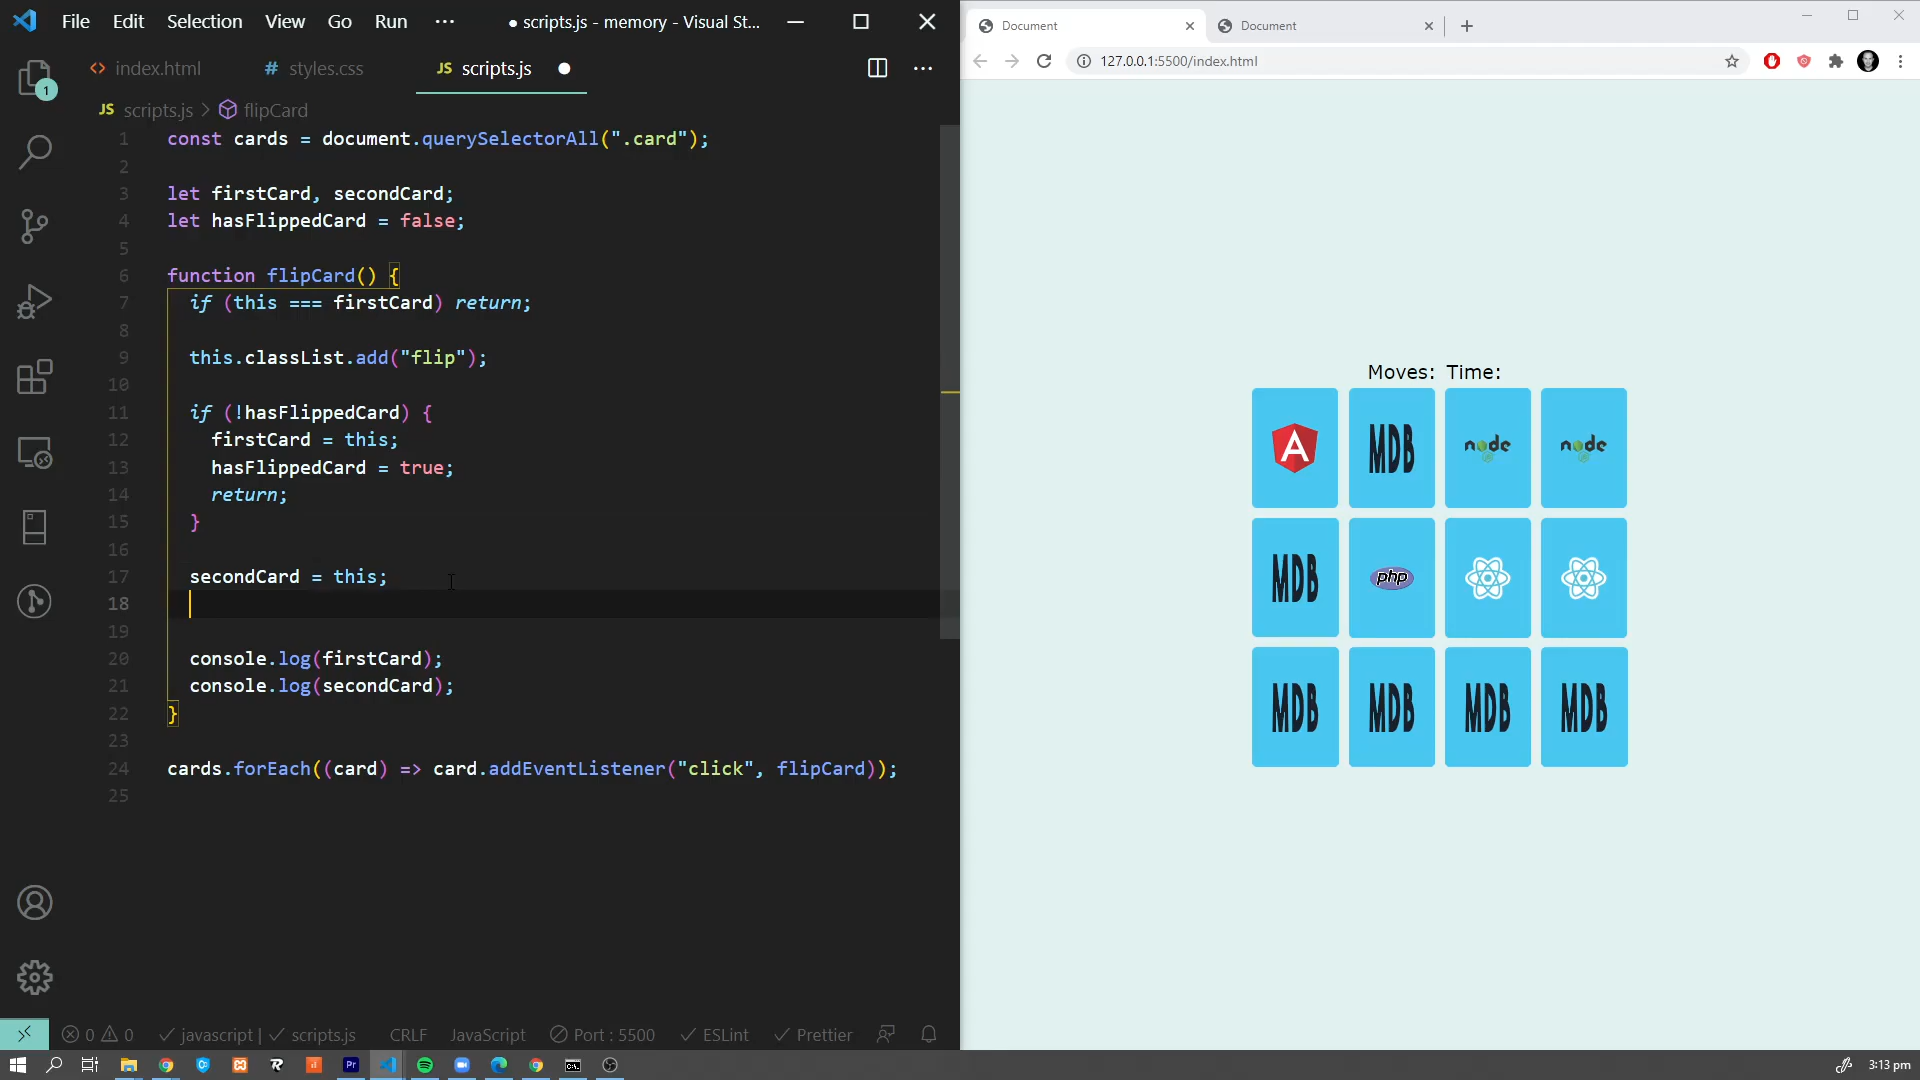 File Edit Selection View Go Run ··· ● scripts.js - memory - Visual St...
index.html # styles.css JS scripts.js ●
1
JS scripts.js > flipCard
1 const cards = document.querySelectorAll(".card");
2
3 let firstCard, secondCard;
4 let hasFlippedCard = false;
5
6 function flipCard() {
7 if (this === firstCard) return;
8
9 this.classList.add("flip");
10
11 if (!hasFlippedCard) {
12 firstCard = this;
13 hasFlippedCard = true;
14 return;
15 }
16
17 secondCard = this;
18
19
20 console.log(firstCard);
21 console.log(secondCard);
22 }
23
24 cards.forEach((card) => card.addEventListener("click", flipCard));
25
0 0 javascript | scripts.js CRLF JavaScript Port : 5500 ESLint Prettier
Document Document
127.0.0.1:5500/index.html
Moves: Time:
A MDB node node
MDB php
MDB MDB MDB MDB
Pr
3:13 pm